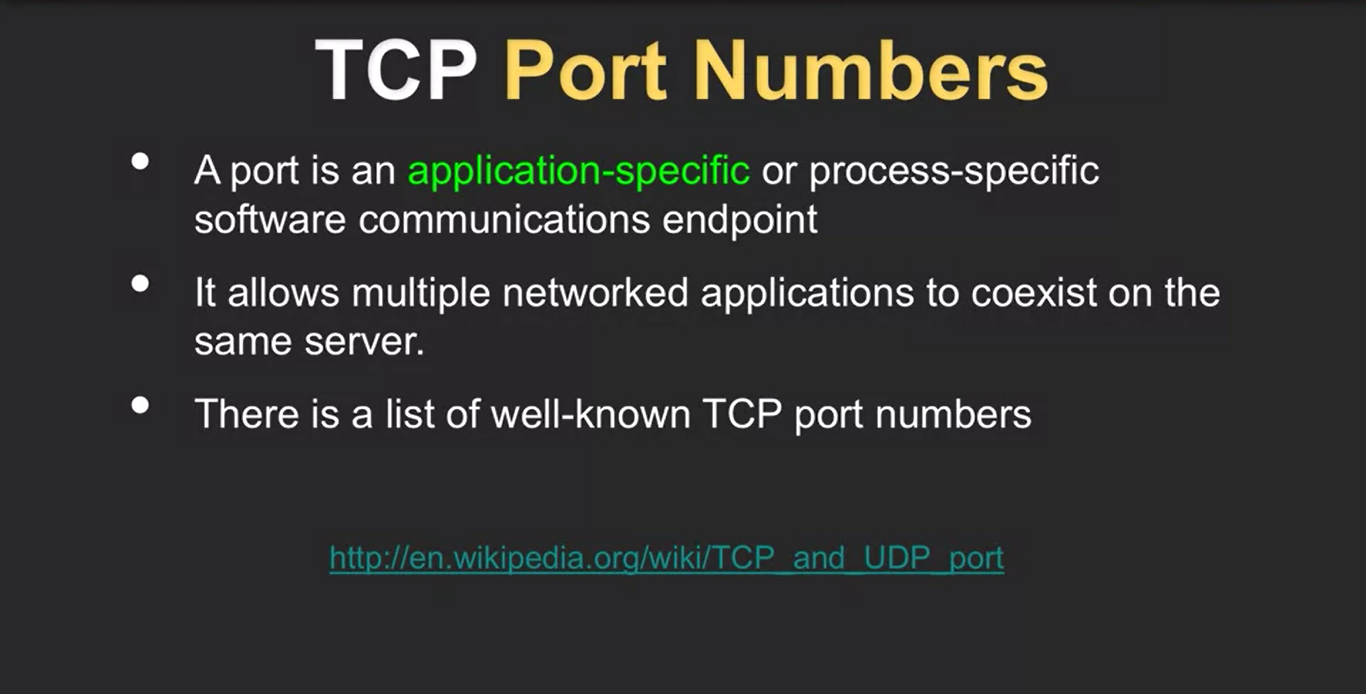 TCP Port Numbers
• A port is an application-specific or process-specific
software communications endpoint
• It allows multiple networked applications to coexist on the
same server.
• There is a list of well-known TCP port numbers
http://en.wikipedia.org/wiki/TCP_and_UDP_port